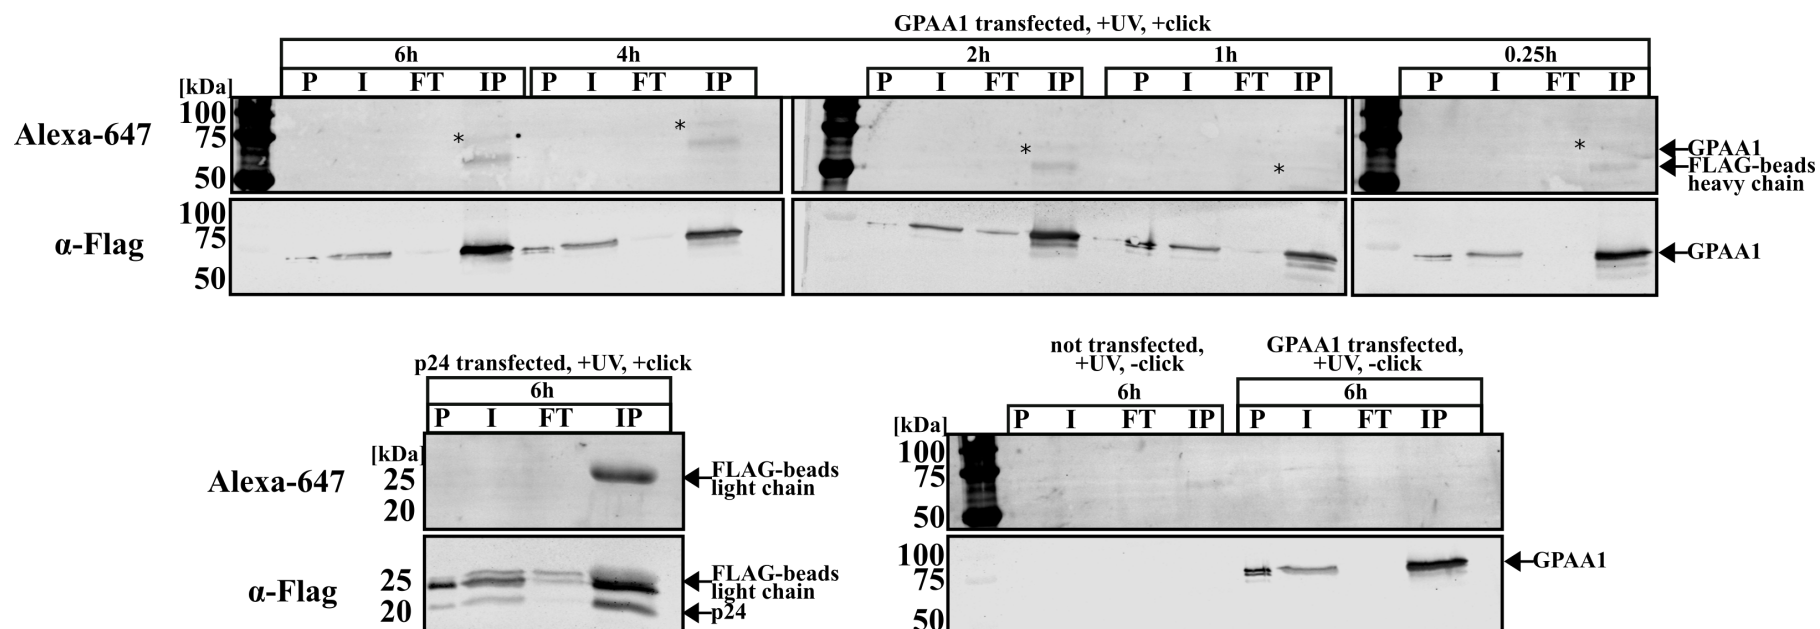 GPAA1 transfected, +UV, +click
6h 4h 2h 1h 0.25h
[kDa] P I FT IP P I FT IP P I FT IP P I FT IP P I FT IP
Alexa-647
100
75
50
* * * * *
GPAA1
FLAG-beads
heavy chain
α-Flag
100
75
50
GPAA1
p24 transfected, +UV, +click
6h
P I FT IP
Alexa-647
[kDa]
25
20
FLAG-beads
light chain
α-Flag
25
20
FLAG-beads
light chain
p24
not transfected,
+UV, -click
GPAA1 transfected,
+UV, -click
6h 6h
[kDa] P I FT IP P I FT IP
100
75
50
100
75
50
GPAA1